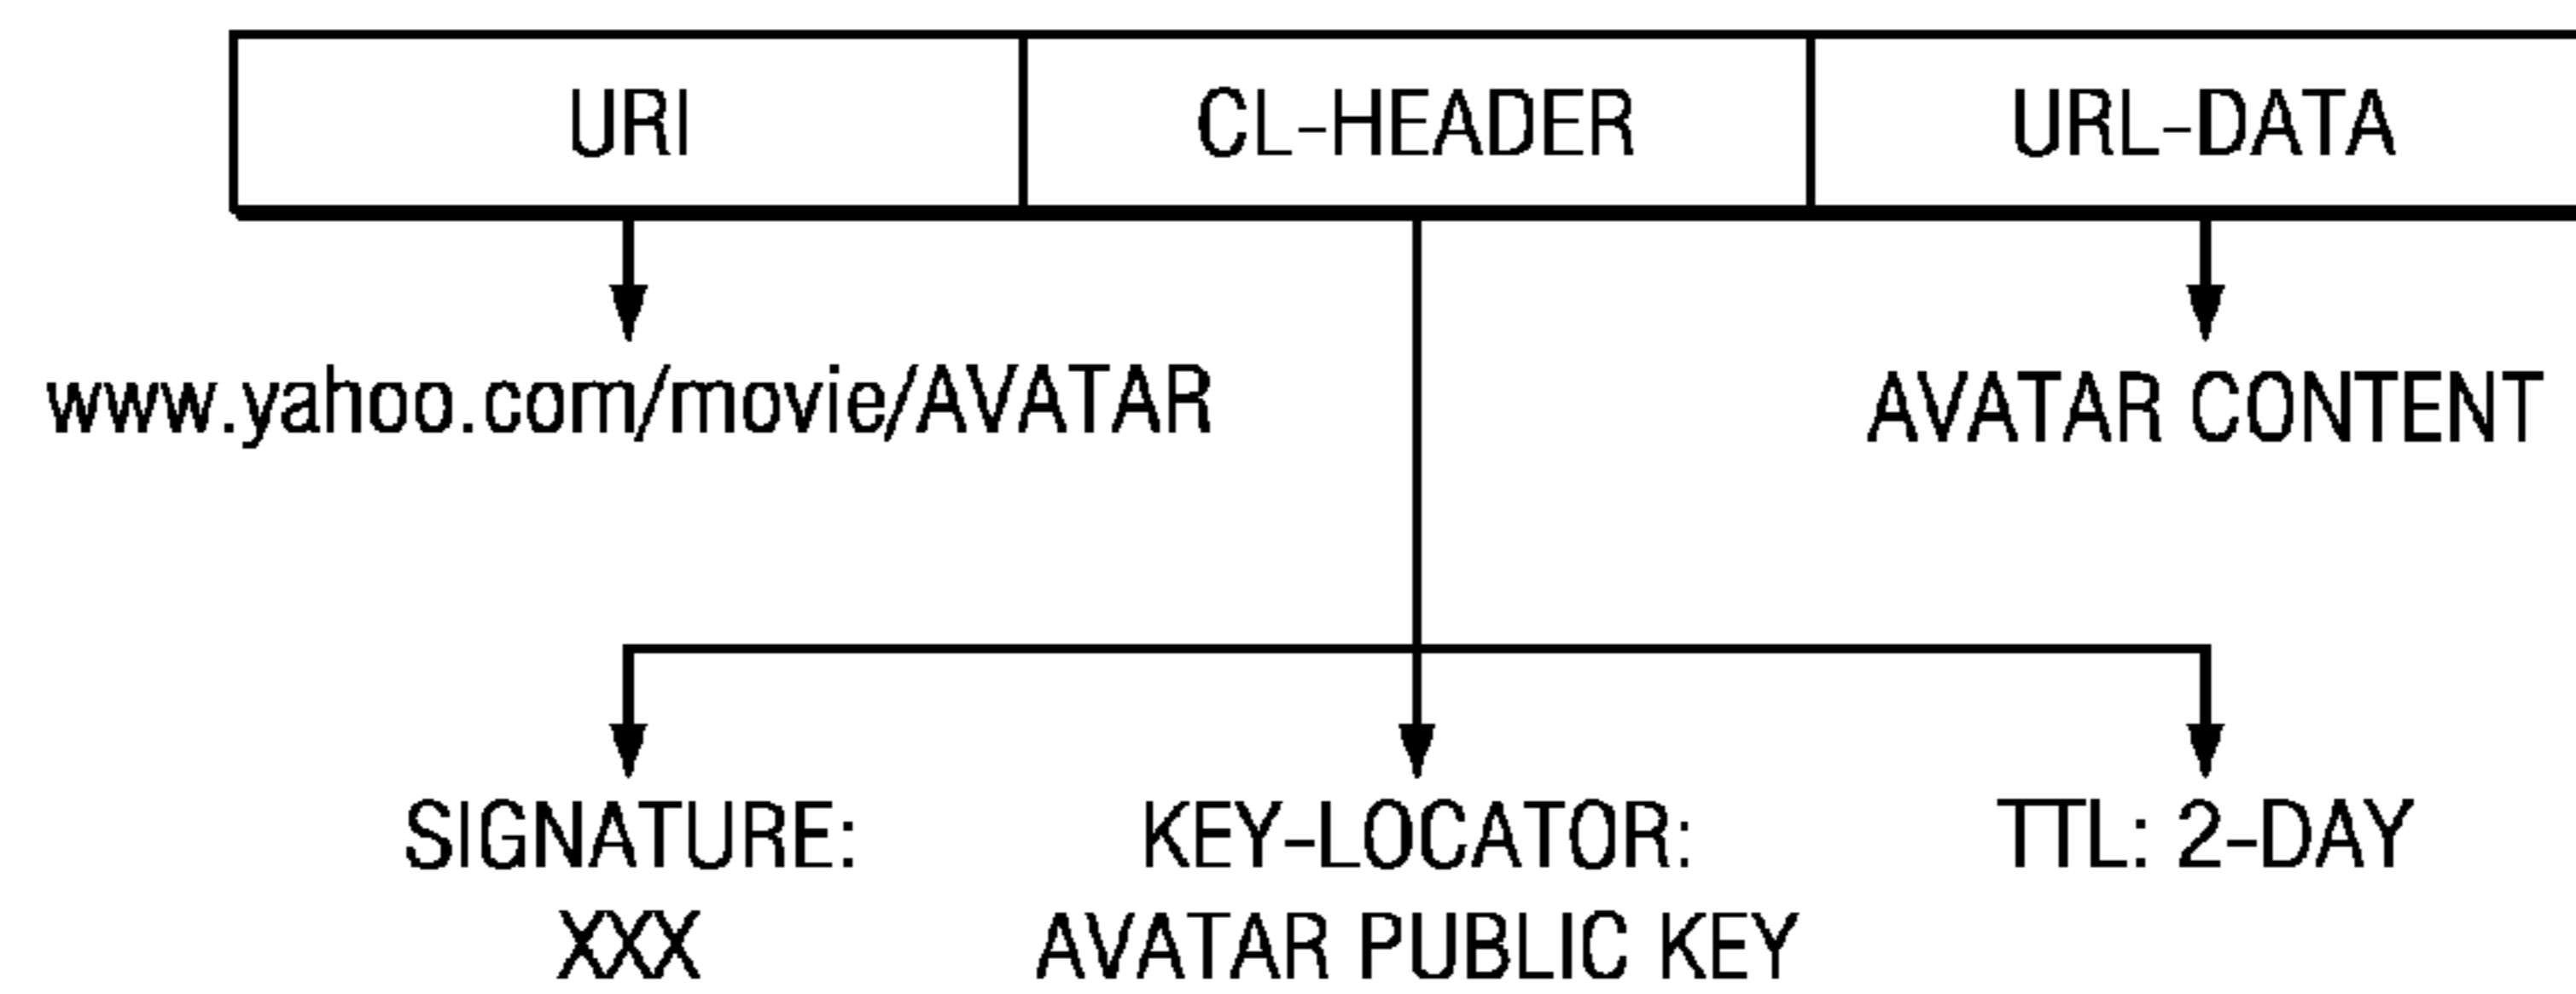 URI
CL-HEADER
URL-DATA
www.yahoo.com/movie/AVATAR
AVATAR CONTENT
SIGNATURE:
XXX
KEY-LOCATOR:
AVATAR PUBLIC KEY
TTL: 2-DAY